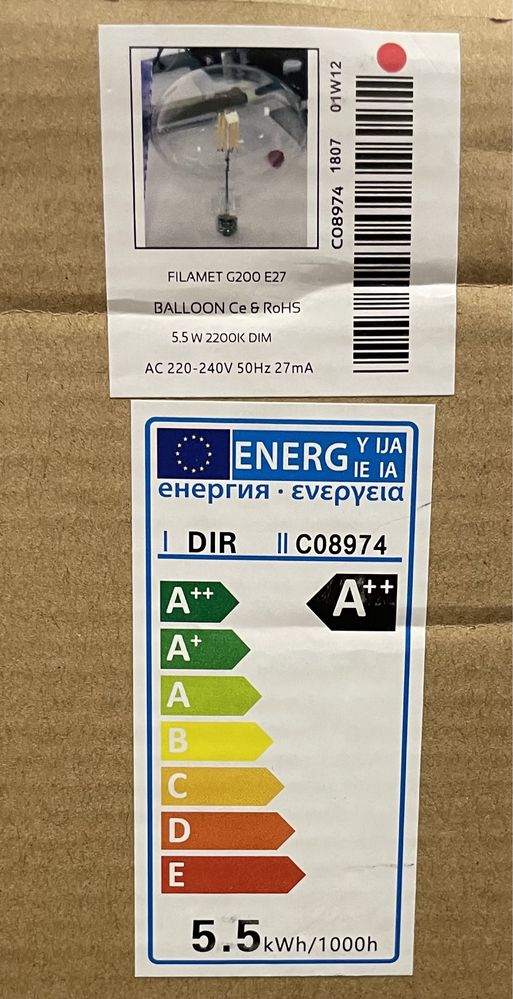 FILAMET G200 E27
BALLOON Ce & RoHS
5.5 W 2200K DIM
AC 220-240V 50Hz 27mA
C08974 1807 01W12
ENERG Y IJA
IE IA
енергия · ενεργεια
I DIR II C08974
A++ A++
A+
A
B
C
D
E
5.5 kWh/1000h